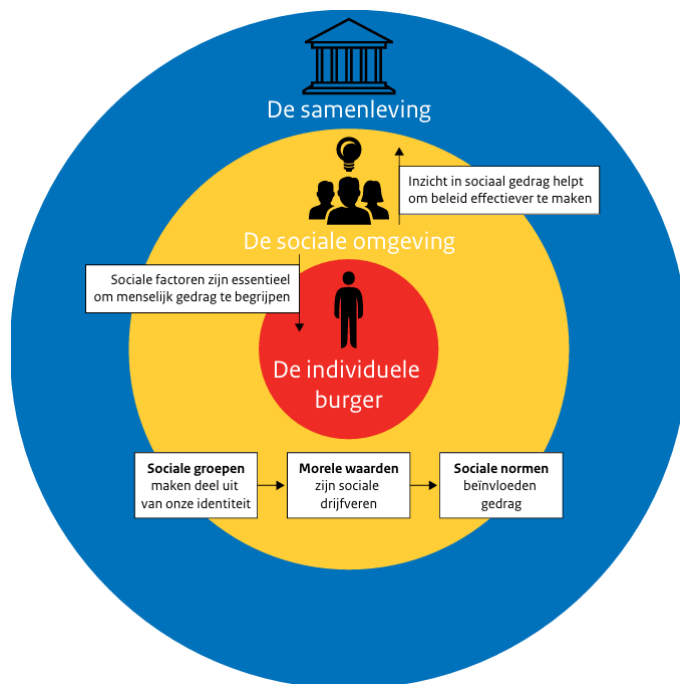 De samenleving
Inzicht in sociaal gedrag helpt
om beleid effectiever te maken
De sociale omgeving
Sociale factoren zijn essentieel
om menselijk gedrag te begrijpen
De individuele
burger
Sociale groepen
maken deel uit
van onze identiteit
Morele waarden
zijn sociale
drijfveren
Sociale normen
beïnvloeden
gedrag